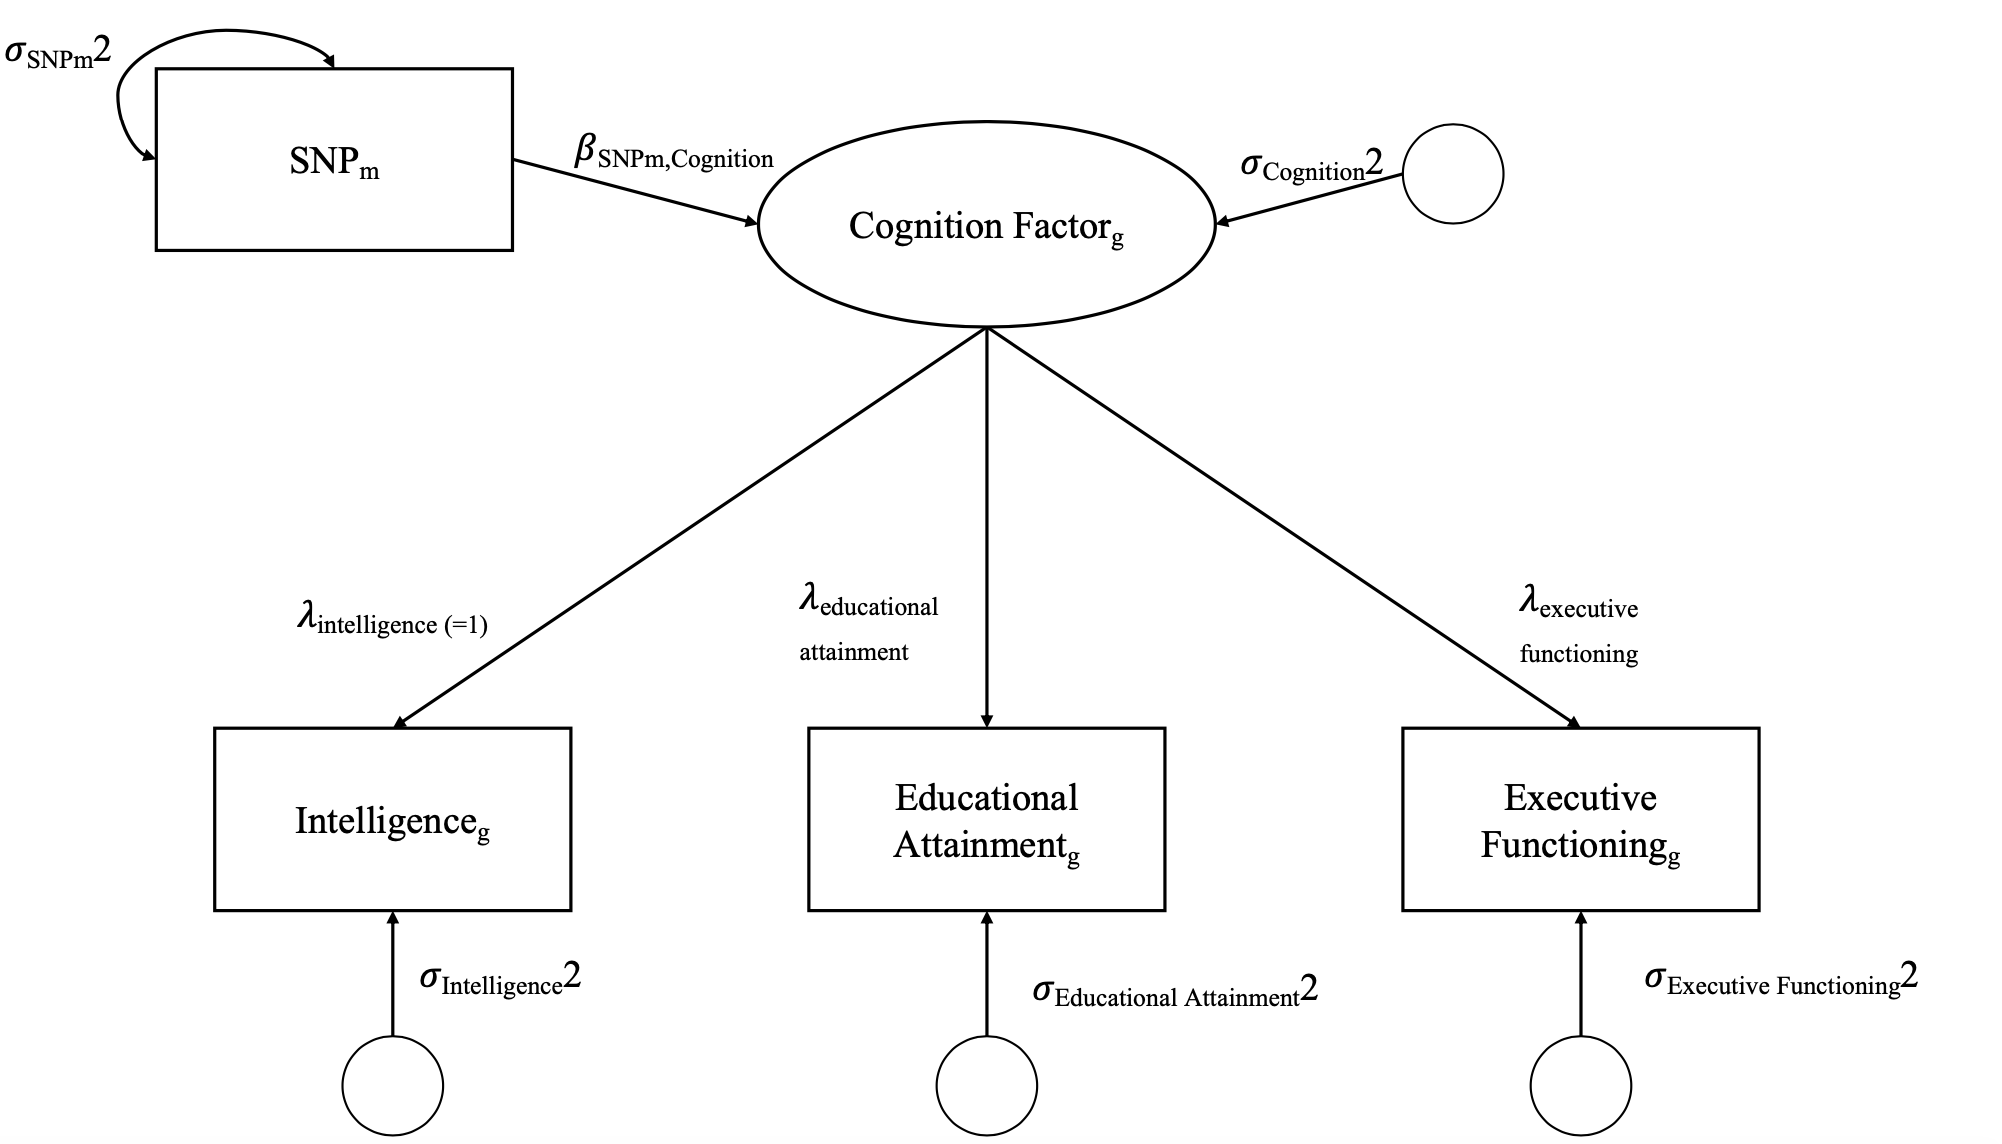 σSNPm2
SNPm
βSNPm,Cognition
Cognition Factorg
σCognition2
λintelligence (=1)
λeducational
attainment
λexecutive
functioning
Intelligenceg
Educational
Attainmentg
Executive
Functioningg
σIntelligence2
σEducational Attainment2
σExecutive Functioning2